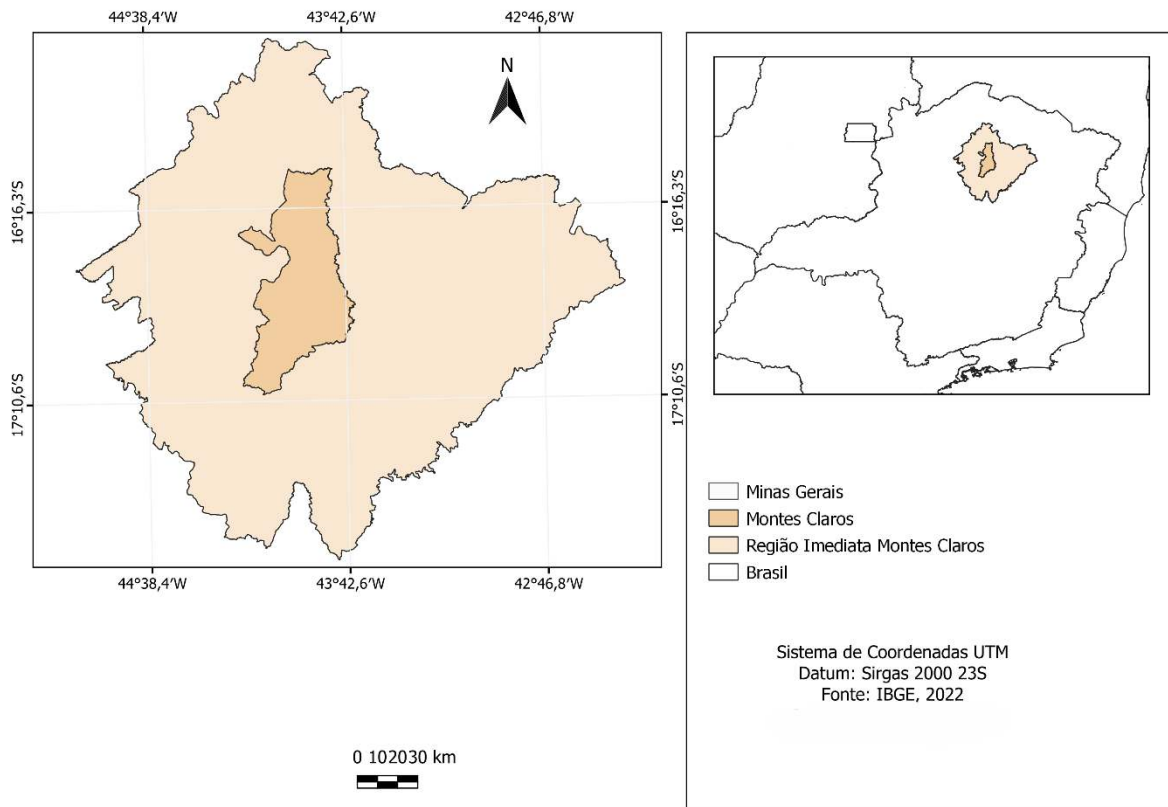 44°38,4'W 43°42,6'W 42°46,8'W
N
16°16,3'S
16°16,3'S
17°10,6'S
17°10,6'S
44°38,4'W 43°42,6'W 42°46,8'W
0 102030 km
Minas Gerais
Montes Claros
Região Imediata Montes Claros
Brasil
Sistema de Coordenadas UTM
Datum: Sirgas 2000 23S
Fonte: IBGE, 2022